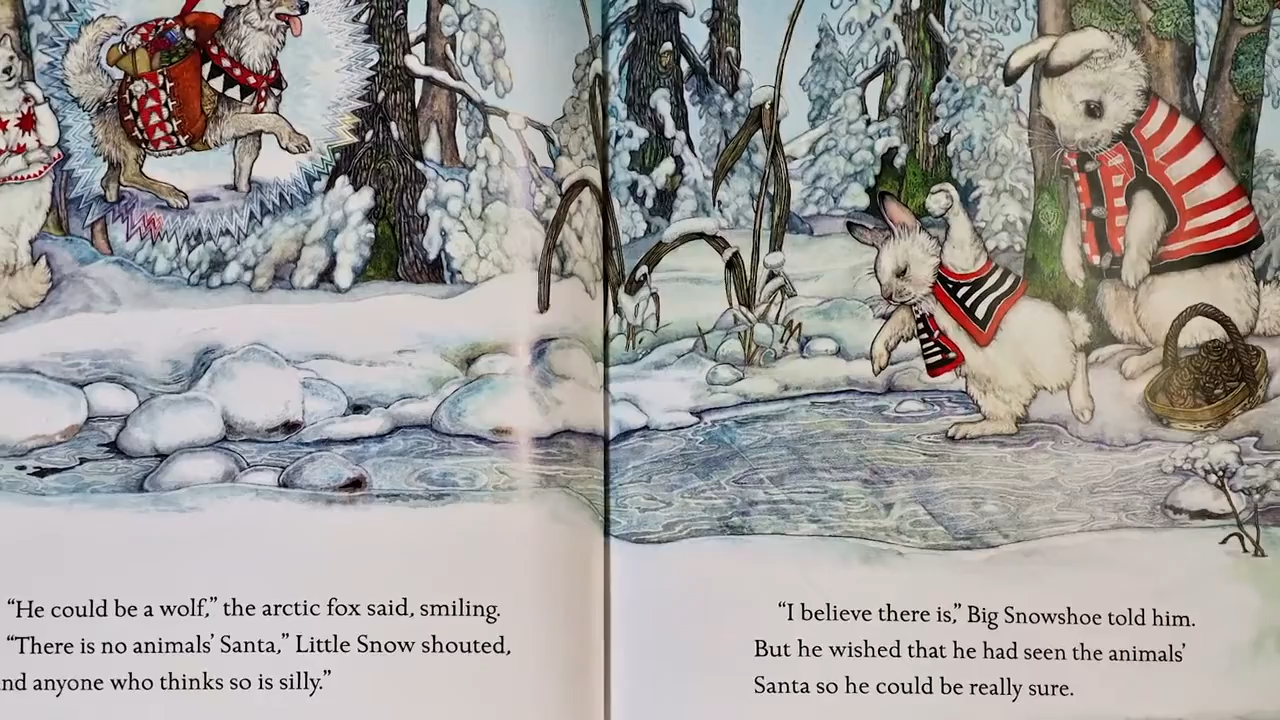 “He could be a wolf,” the arctic fox said, smiling.
“There is no animals’ Santa,” Little Snow shouted,
anyone who thinks so is silly.”
“I believe there is,” Big Snowshoe told him.
But he wished that he had seen the animals’
Santa so he could be really sure.